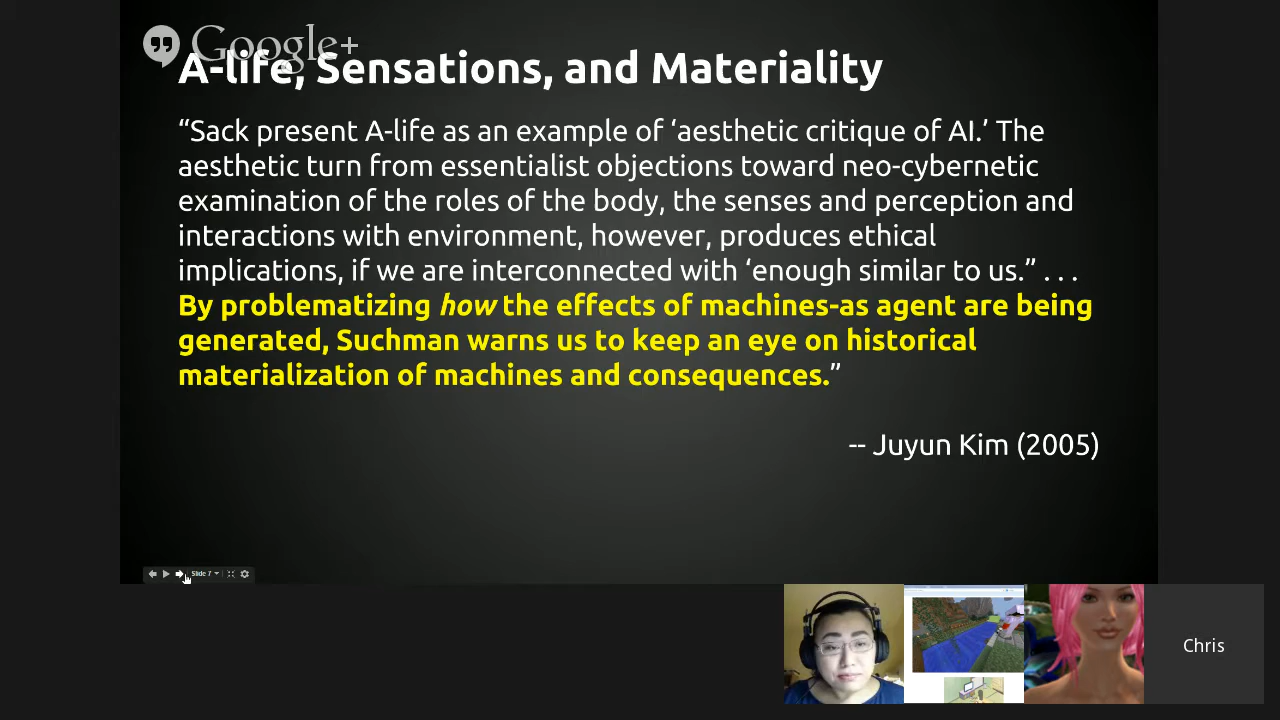 Google+
A-life, Sensations, and Materiality
“Sack present A-life as an example of ‘aesthetic critique of AI.’ The
aesthetic turn from essentialist objections toward neo-cybernetic
examination of the roles of the body, the senses and perception and
interactions with environment, however, produces ethical
implications, if we are interconnected with ‘enough similar to us.” . . .
By problematizing how the effects of machines-as agent are being
generated, Suchman warns us to keep an eye on historical
materialization of machines and consequences.”
-- Juyun Kim (2005)
Slide 7
Chris